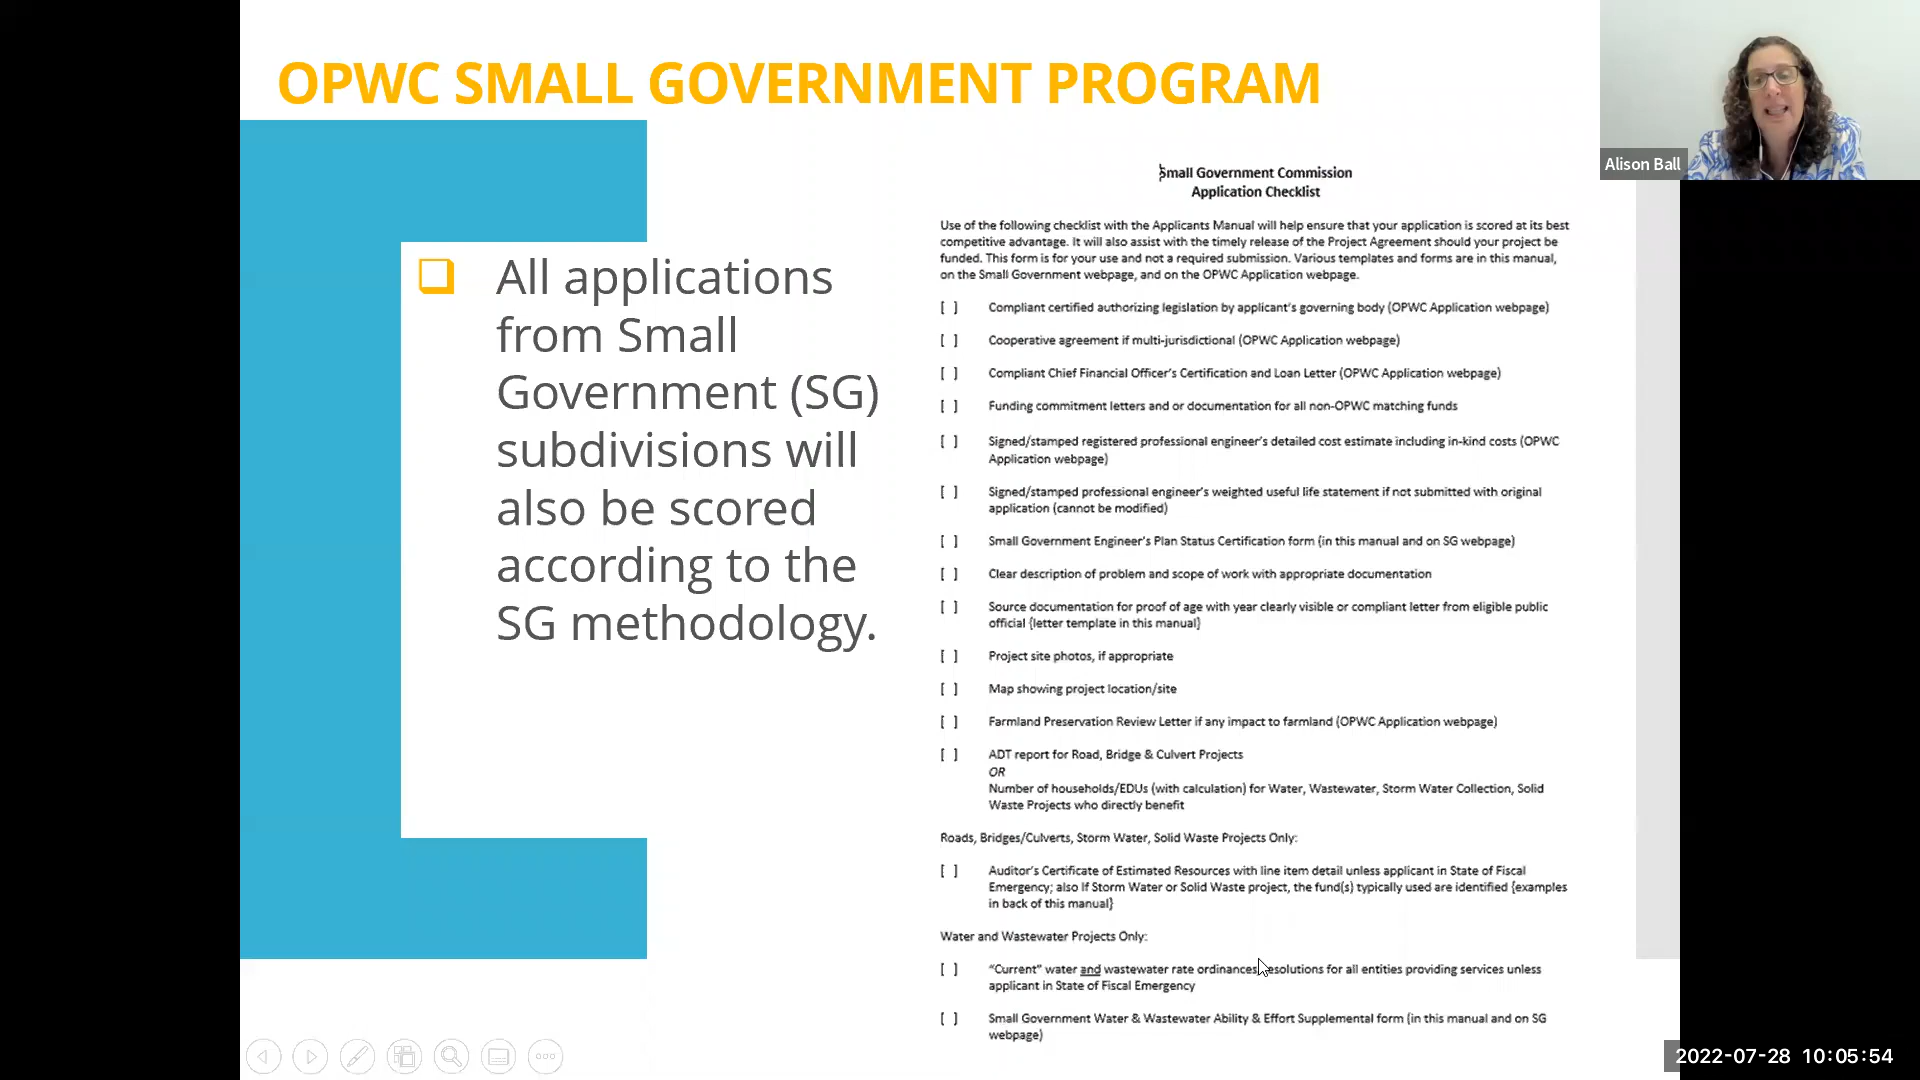 OPWC SMALL GOVERNMENT PROGRAM
Alison Ball
All applications
from Small
Government (SG)
subdivisions will
also be scored
according to the
SG methodology.
Small Government Commission
Application Checklist
Use of the following checklist with the Applicants Manual will help ensure that your application is scored at its best
competitive advantage. It will also assist with the timely release of the Project Agreement should your project be
funded. This form is for your use and not a required submission. Various templates and forms are in this manual,
on the Small Government webpage, and on the OPWC Application webpage.
[ ] Compliant certified authorizing legislation by applicant's governing body (OPWC Application webpage)
[ ] Cooperative agreement if multi-jurisdictional (OPWC Application webpage)
[ ] Compliant Chief Financial Officer's Certification and Loan Letter (OPWC Application webpage)
[ ] Funding commitment letters and or documentation for all non-OPWC matching funds
[ ] Signed/stamped registered professional engineer's detailed cost estimate including in-kind costs (OPWC
Application webpage)
[ ] Signed/stamped professional engineer's weighted useful life statement if not submitted with original
application (cannot be modified)
[ ] Small Government Engineer's Plan Status Certification form (in this manual and on SG webpage)
[ ] Clear description of problem and scope of work with appropriate documentation
[ ] Source documentation for proof of age with year clearly visible or compliant letter from eligible public
official {letter template in this manual}
[ ] Project site photos, if appropriate
[ ] Map showing project location/site
[ ] Farmland Preservation Review Letter if any impact to farmland (OPWC Application webpage)
[ ] ADT report for Road, Bridge & Culvert Projects
OR
Number of households/EDUs (with calculation) for Water, Wastewater, Storm Water Collection, Solid
Waste Projects who directly benefit
Roads, Bridges/Culverts, Storm Water, Solid Waste Projects Only:
[ ] Auditor's Certificate of Estimated Resources with line item detail unless applicant in State of Fiscal
Emergency; also If Storm Water or Solid Waste project, the fund(s) typically used are identified {examples
in back of this manual}
Water and Wastewater Projects Only:
[ ] "Current" water and wastewater rate ordinances/resolutions for all entities providing services unless
applicant in State of Fiscal Emergency
[ ] Small Government Water & Wastewater Ability & Effort Supplemental form (in this manual and on SG
webpage)
2022-07-28 10:05:54